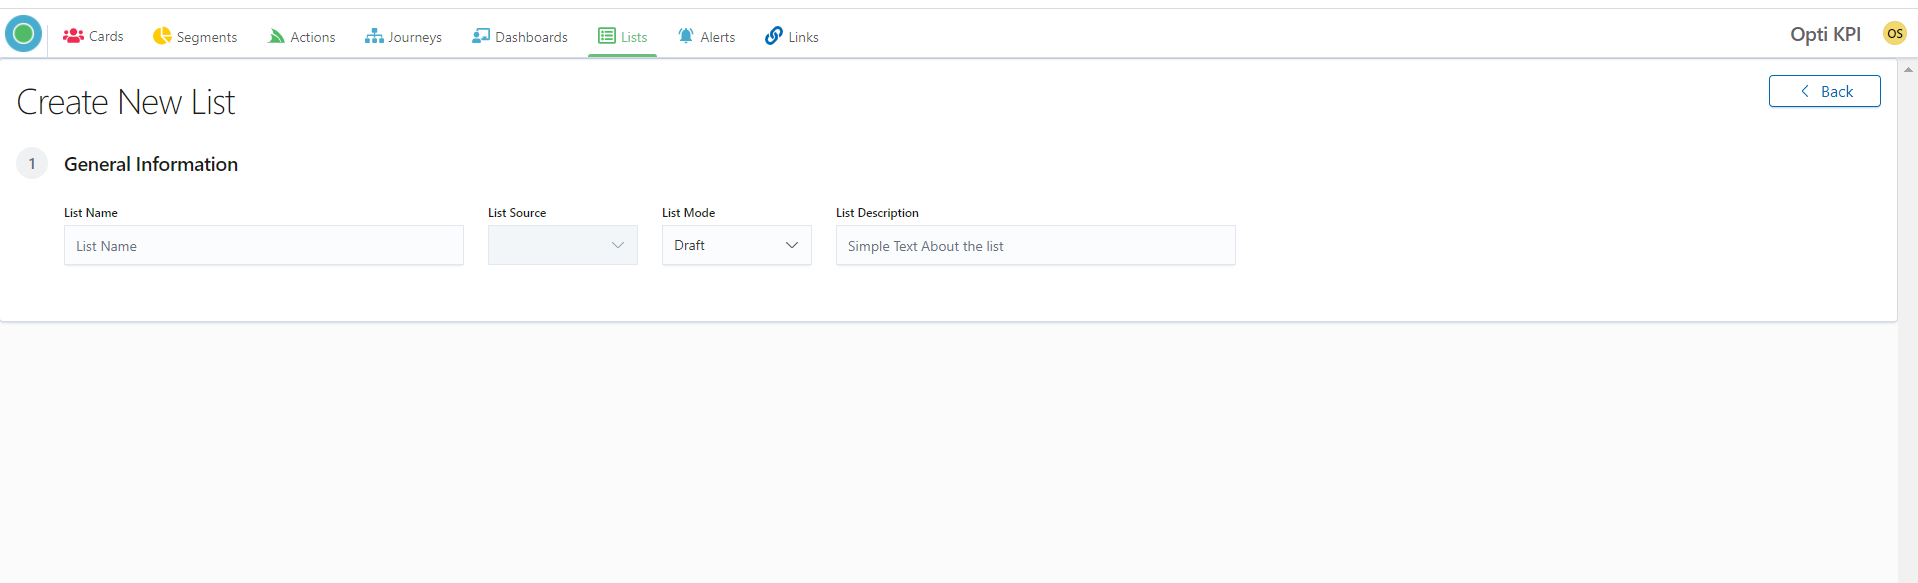 Cards Segments Actions Journeys Dashboards Lists Alerts Links Opti KPI OS
Create New List
Back
1 General Information
List Name List Source List Mode List Description
List Name Draft Simple Text About the list